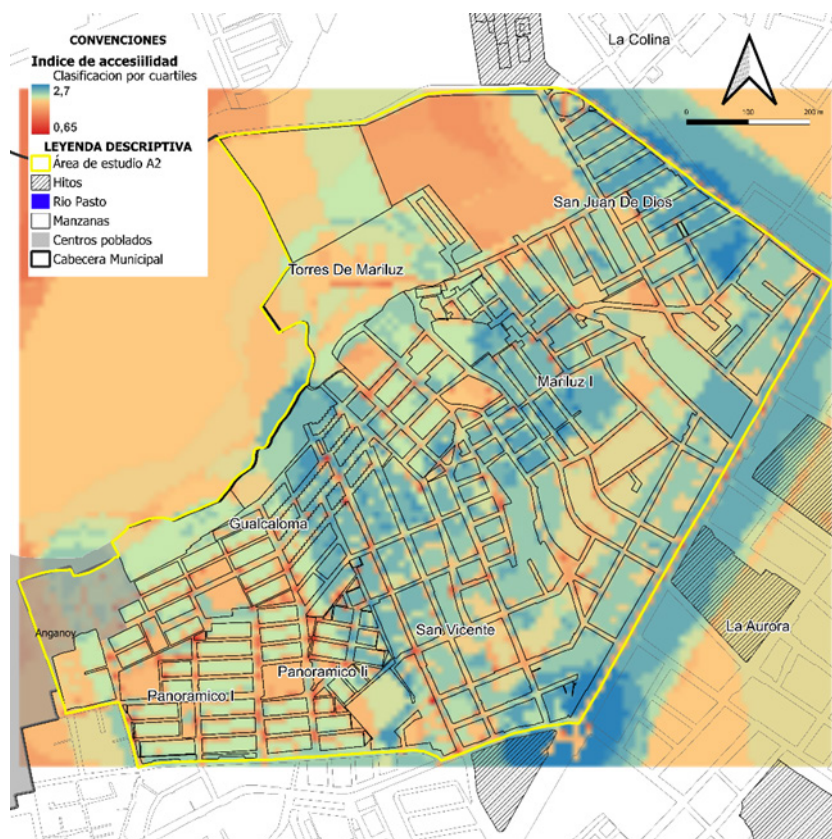 CONVENCIONES
Indice de accesiilidad
Clasificacion por cuartiles
2,7
0,65
LEYENDA DESCRIPTIVA
Área de estudio A2
Hitos
Rio Pasto
Manzanas
Centros poblados
Cabecera Municipal
La Colina
0 100 200 m
San Juan De Dios
Torres De Mariluz
Mariluz I
Gualcaloma
Anganoy
San Vicente
La Aurora
Panoramico Ii
Panoramico I